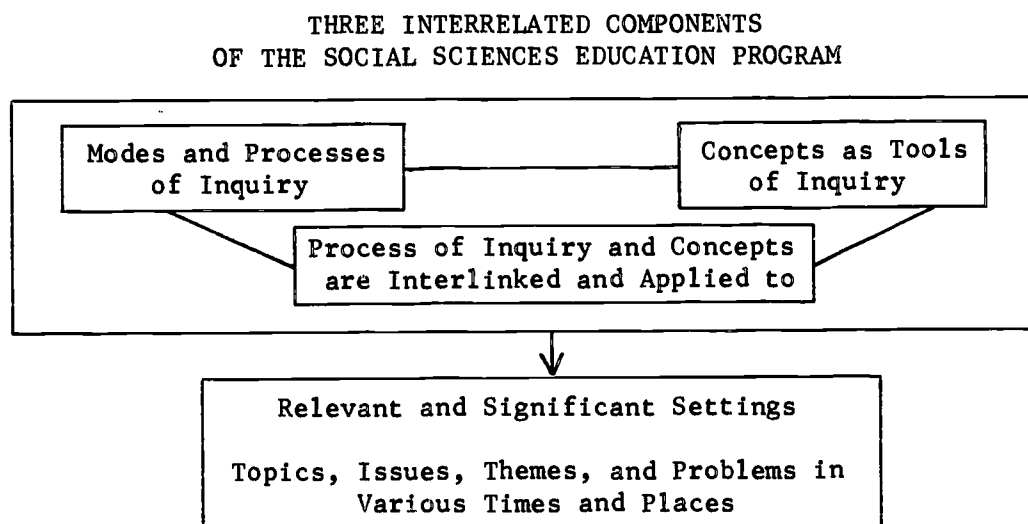 THREE INTERRELATED COMPONENTS
OF THE SOCIAL SCIENCES EDUCATION PROGRAM
Modes and Processes
of Inquiry
Concepts as Tools
of Inquiry
Process of Inquiry and Concepts
are Interlinked and Applied to
Relevant and Significant Settings
Topics, Issues, Themes, and Problems in
Various Times and Places